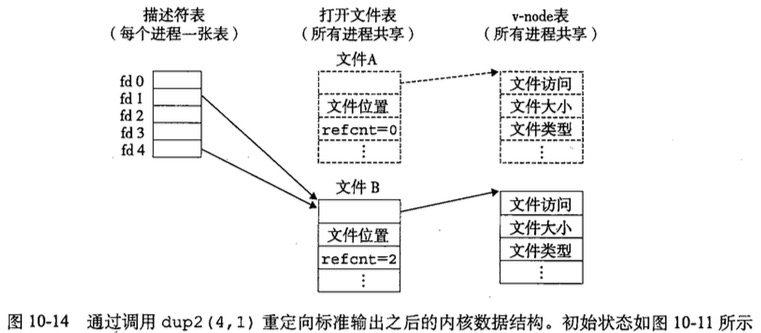 描述符表
（每个进程一张表）
打开文件表
（所有进程共享）
v-node表
（所有进程共享）
fd 0
fd 1
fd 2
fd 3
fd 4
文件A
文件位置
refcnt=0
⋮
文件访问
文件大小
文件类型
⋮
文件 B
文件位置
refcnt=2
⋮
文件访问
文件大小
文件类型
⋮
图 10-14 通过调用 dup2(4,1) 重定向标准输出之后的内核数据结构。初始状态如图 10-11 所示